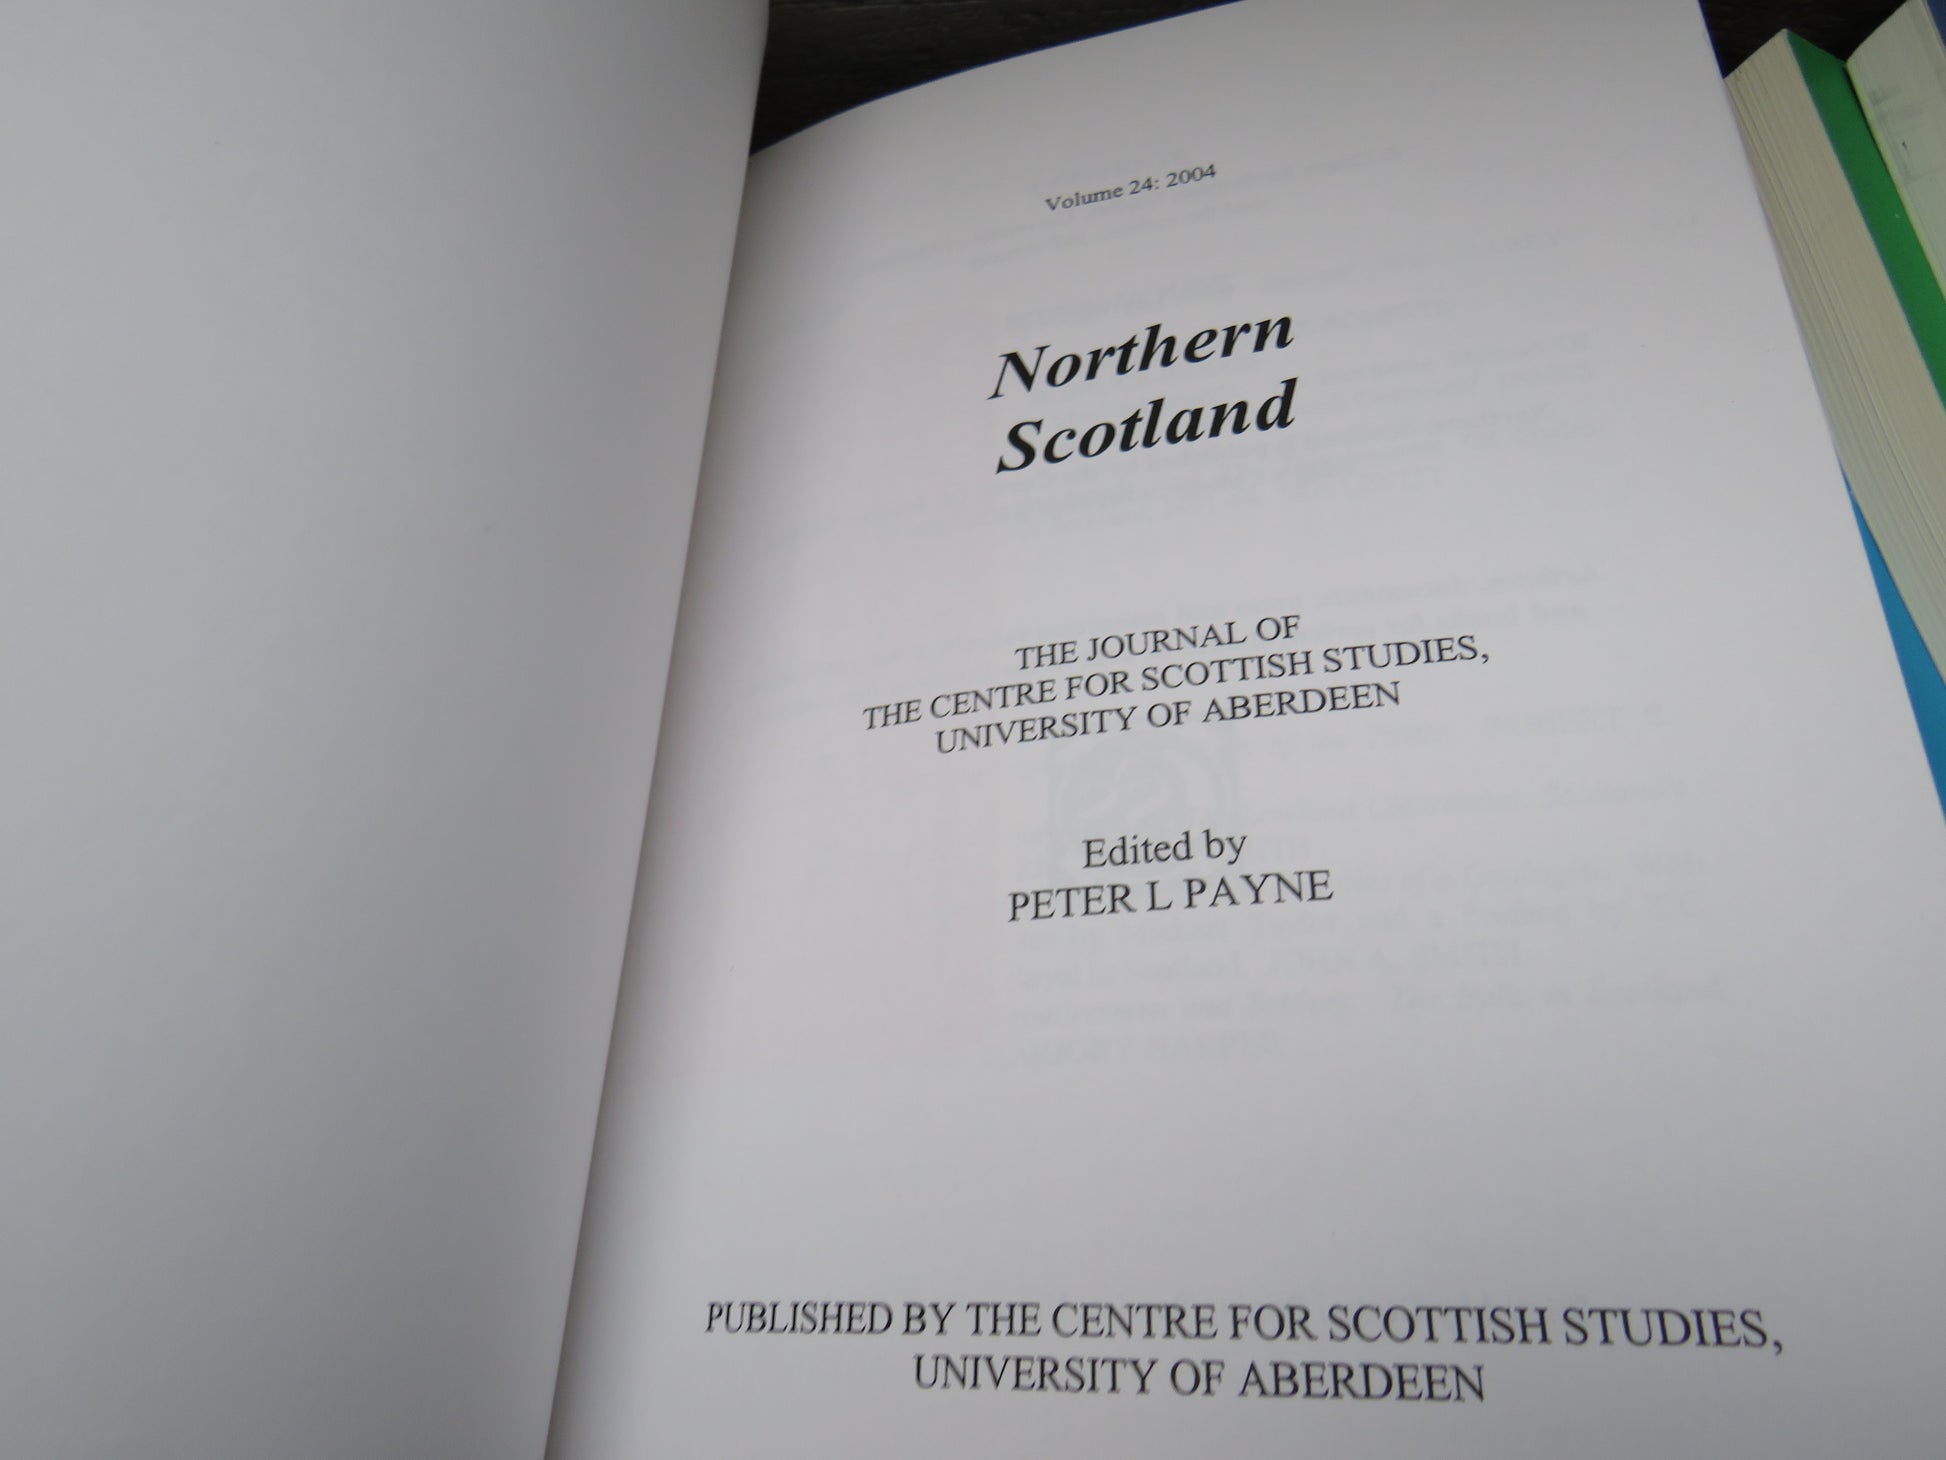 Volume 24: 2004
Northern
Scotland
THE JOURNAL OF
THE CENTRE FOR SCOTTISH STUDIES,
UNIVERSITY OF ABERDEEN
Edited by
PETER L PAYNE
PUBLISHED BY THE CENTRE FOR SCOTTISH STUDIES,
UNIVERSITY OF ABERDEEN